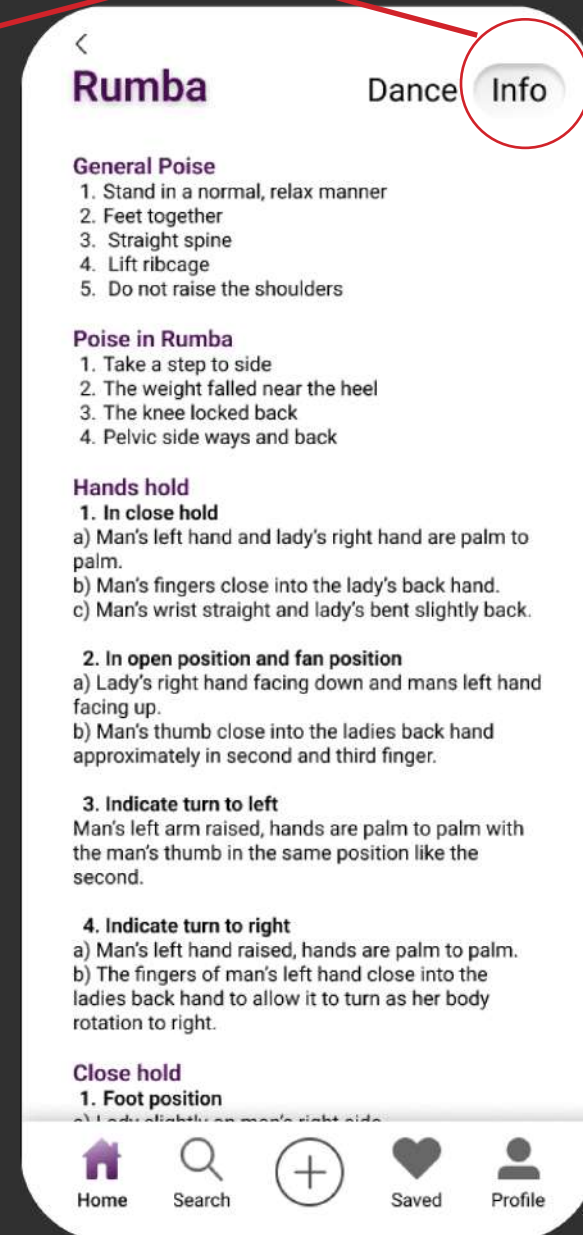 Rumba
Dance Info
General Poise
1. Stand in a normal, relax manner
2. Feet together
3. Straight spine
4. Lift ribcage
5. Do not raise the shoulders
Poise in Rumba
1. Take a step to side
2. The weight falled near the heel
3. The knee locked back
4. Pelvic side ways and back
Hands hold
1. In close hold
a) Man's left hand and lady's right hand are palm to
palm.
b) Man's fingers close into the lady's back hand.
c) Man's wrist straight and lady's bent slightly back.
2. In open position and fan position
a) Lady's right hand facing down and mans left hand
facing up.
b) Man's thumb close into the ladies back hand
approximately in second and third finger.
3. Indicate turn to left
Man's left arm raised, hands are palm to palm with
the man's thumb in the same position like the
second.
4. Indicate turn to right
a) Man's left hand raised, hands are palm to palm.
b) The fingers of man's left hand close into the
ladies back hand to allow it to turn as her body
rotation to right.
Close hold
1. Foot position
a) Lady slightly on man's right side
Home Search Saved Profile